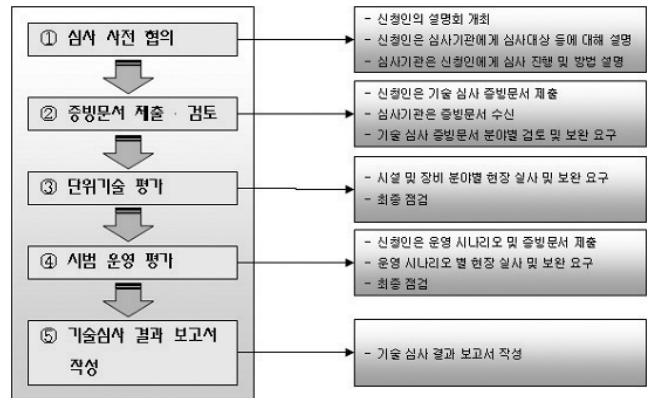 ① 심사 사전 협의
- 신청인의 설명회 개최
- 신청인은 심사기관에게 심사대상 등에 대해 설명
- 심사기관은 신청인에게 심사 진행 및 방법 설명
② 증빙문서 제출 · 검토
- 신청인은 기술 심사 증빙문서 제출
- 심사기관은 증빙문서 수신
- 기술 심사 증빙문서 분야별 검토 및 보완 요구
③ 단위기술 평가
- 시설 및 장비 분야별 현장 실사 및 보완 요구
- 최종 점검
④ 시범 운영 평가
- 신청인은 운영 시나리오 및 증빙문서 제출
- 운영 시나리오 별 현장 실사 및 보완 요구
- 최종 점검
⑤ 기술심사 결과 보고서
작성
- 기술 심사 결과 보고서 작성